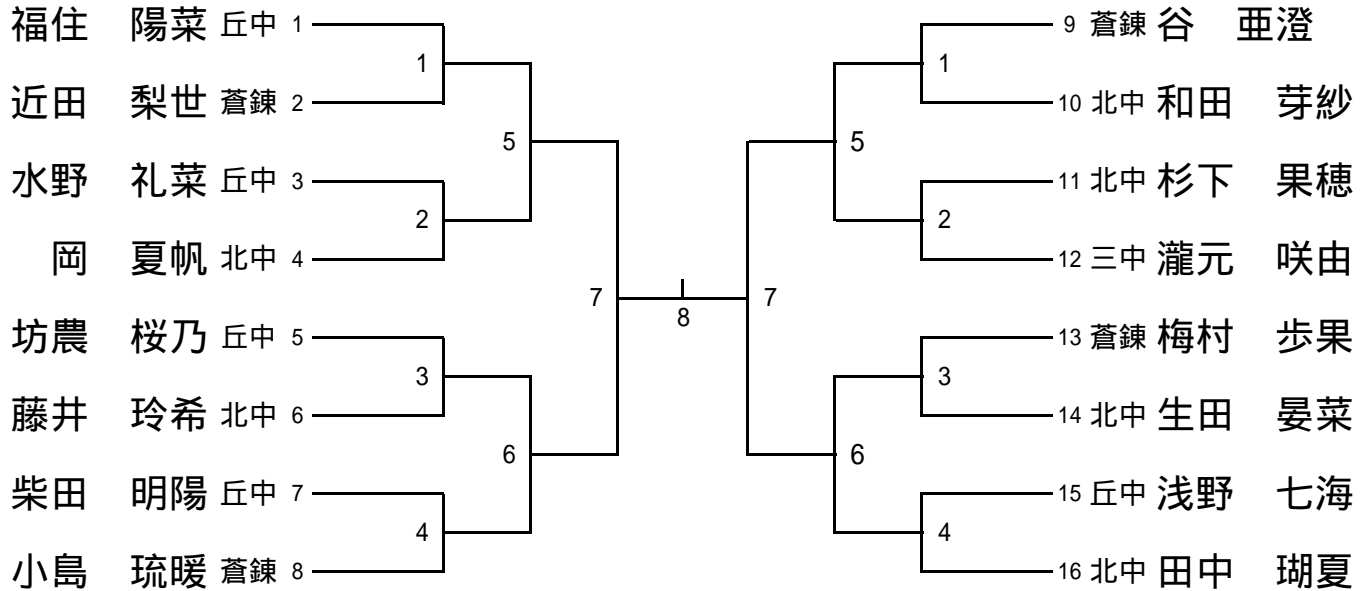 福住　陽菜 丘中 1
近田　梨世 蒼錬 2
水野　礼菜 丘中 3
岡　夏帆 北中 4
坊農　桜乃 丘中 5
藤井　玲希 北中 6
柴田　明陽 丘中 7
小島　琉暖 蒼錬 8
1
2
3
4
5
6
7
8
7
5
6
1
2
3
4
9 蒼錬 谷　亜澄
10 北中 和田　芽紗
11 北中 杉下　果穂
12 三中 瀧元　咲由
13 蒼錬 梅村　歩果
14 北中 生田　晏菜
15 丘中 浅野　七海
16 北中 田中　瑚夏